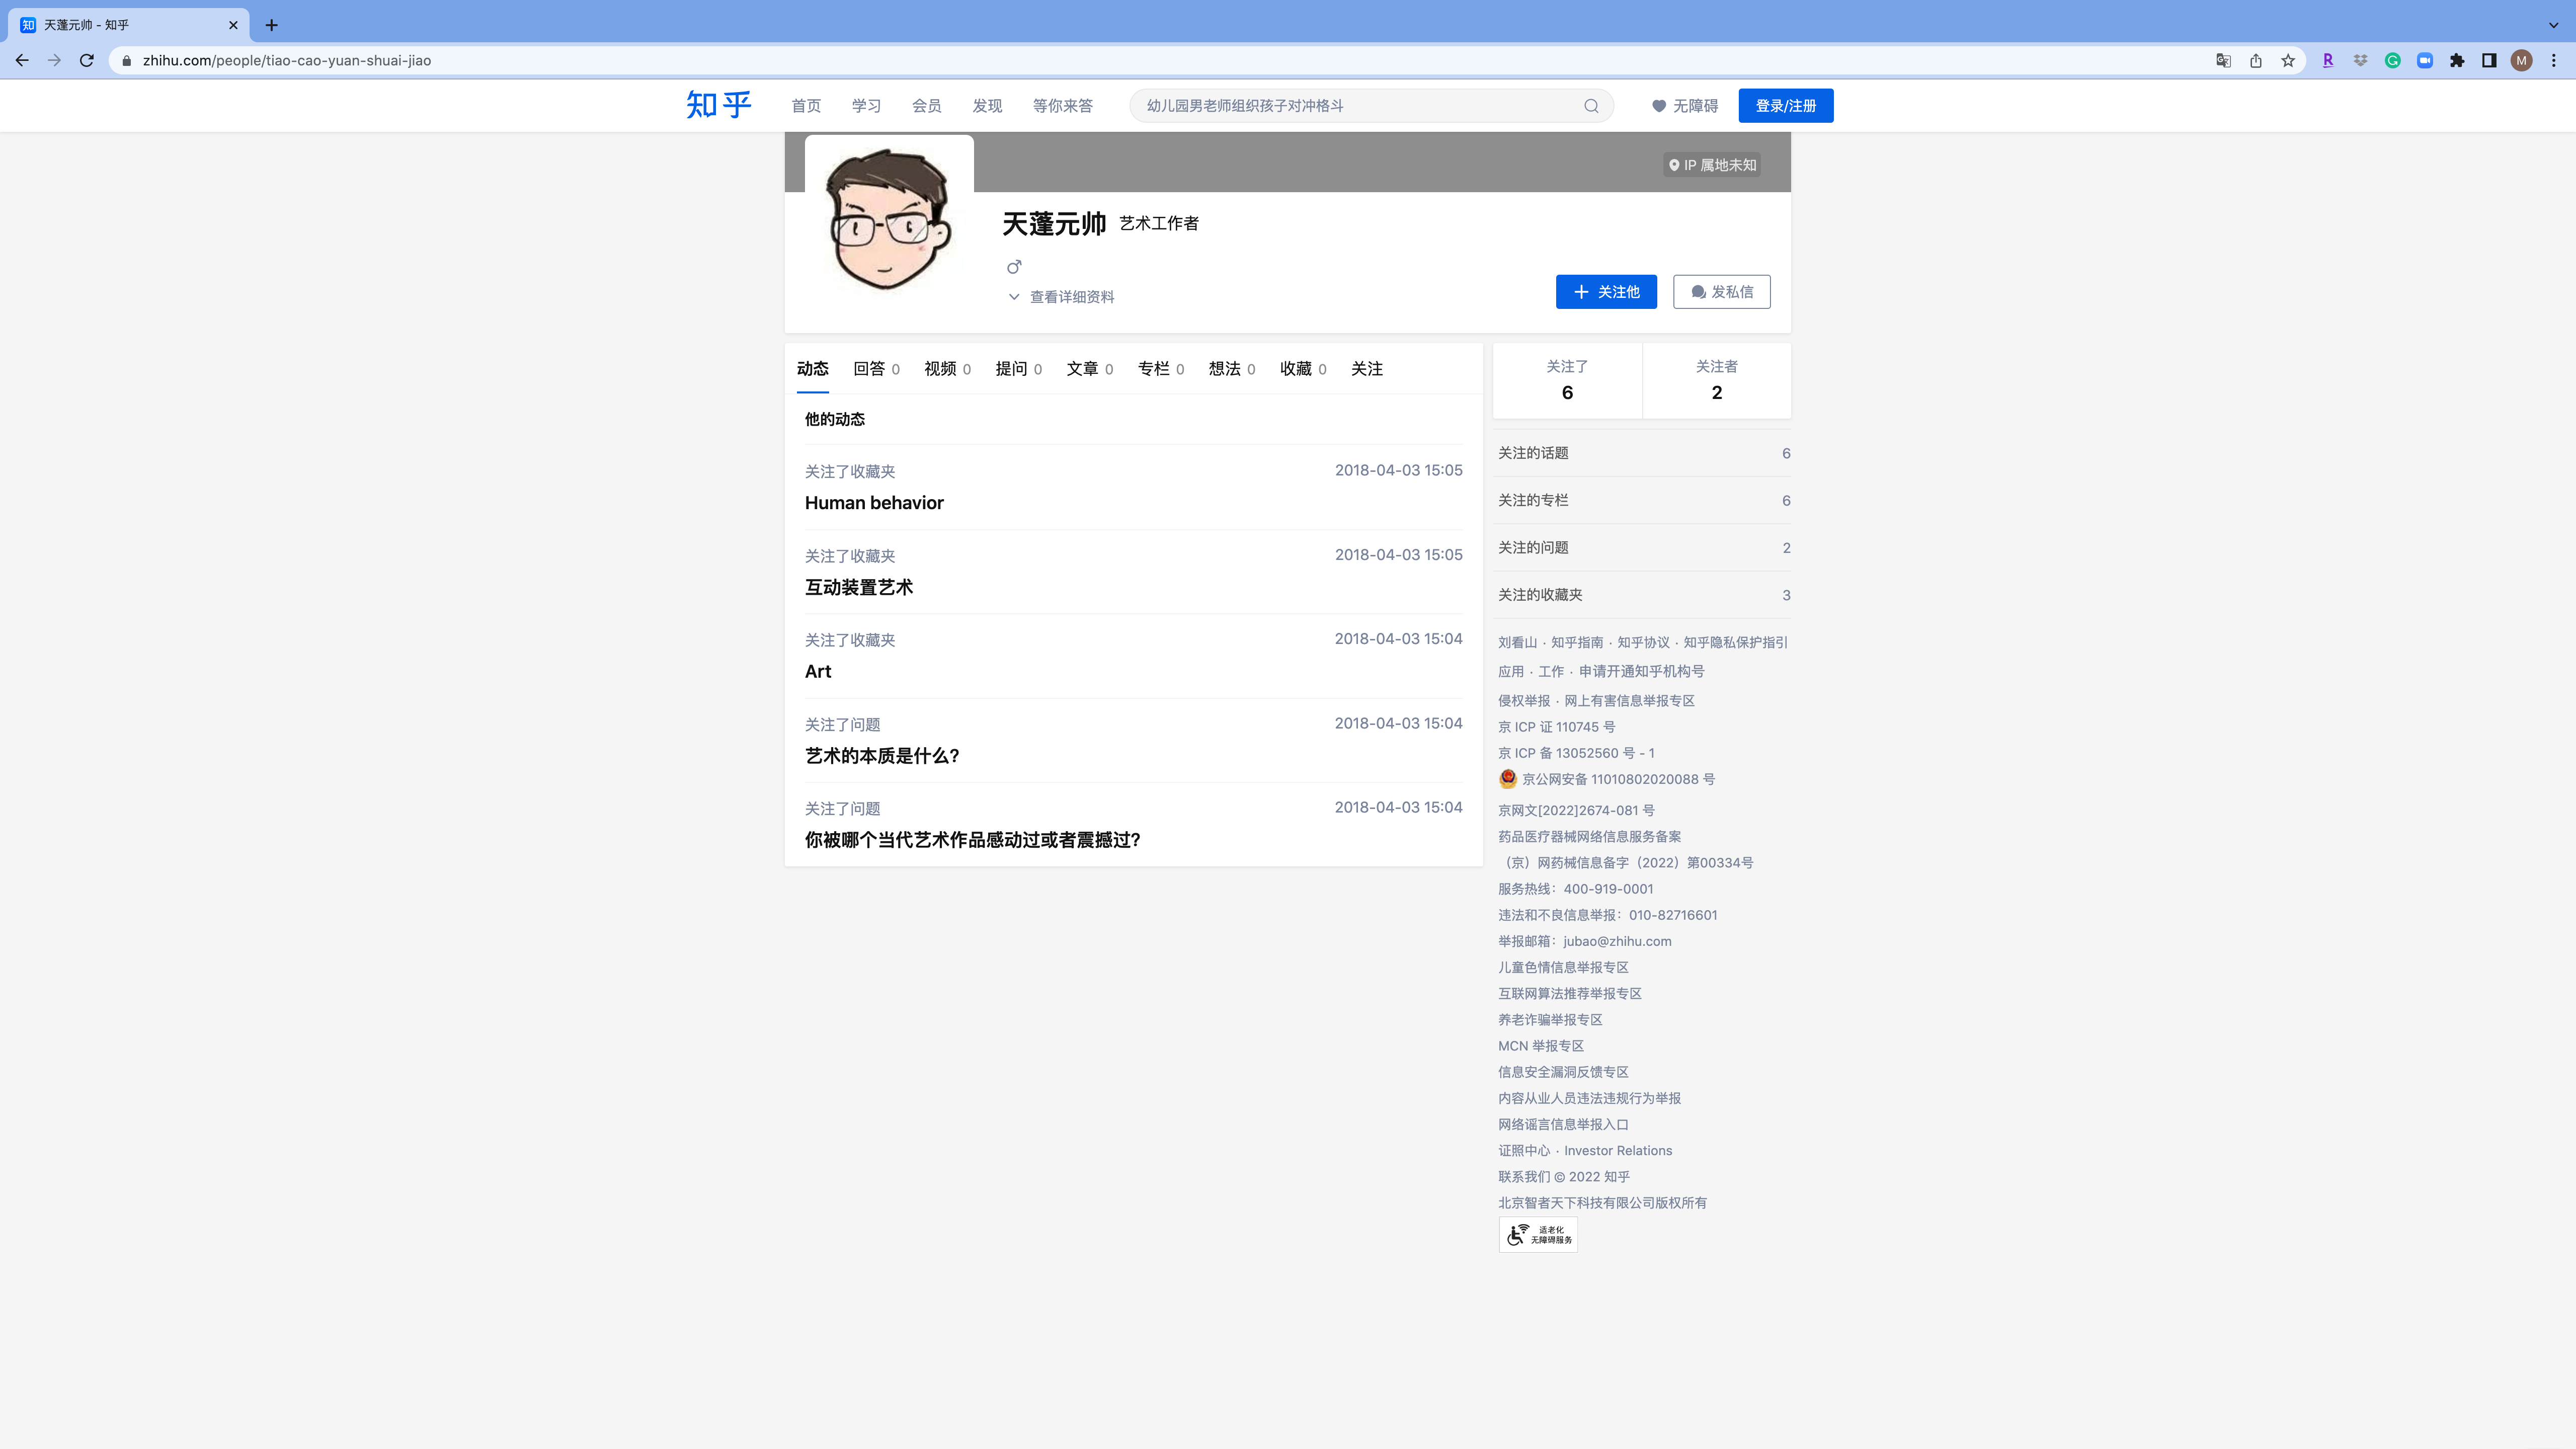 知 天蓬元帅 - 知乎
zhihu.com/people/tiao-cao-yuan-shuai-jiao
R
M
知乎 首页 学习 会员 发现 等你来答 幼儿园男老师组织孩子对冲格斗 无障碍 登录/注册
IP 属地未知
天蓬元帅 艺术工作者
查看详细资料
关注他 发私信
动态 回答 0 视频 0 提问 0 文章 0 专栏 0 想法 0 收藏 0 关注
他的动态
关注了收藏夹 2018-04-03 15:05
Human behavior
关注了收藏夹 2018-04-03 15:05
互动装置艺术
关注了收藏夹 2018-04-03 15:04
Art
关注了问题 2018-04-03 15:04
艺术的本质是什么?
关注了问题 2018-04-03 15:04
你被哪个当代艺术作品感动过或者震撼过?
关注了 关注者
6 2
关注的话题 6
关注的专栏 6
关注的问题 2
关注的收藏夹 3
刘看山 · 知乎指南 · 知乎协议 · 知乎隐私保护指引
应用 · 工作 · 申请开通知乎机构号
侵权举报 · 网上有害信息举报专区
京 ICP 证 110745 号
京 ICP 备 13052560 号 - 1
京公网安备 11010802020088 号
京网文[2022]2674-081 号
药品医疗器械网络信息服务备案
（京）网药械信息备字（2022）第00334号
服务热线：400-919-0001
违法和不良信息举报：010-82716601
举报邮箱：jubao@zhihu.com
儿童色情信息举报专区
互联网算法推荐举报专区
养老诈骗举报专区
MCN 举报专区
信息安全漏洞反馈专区
内容从业人员违法违规行为举报
网络谣言信息举报入口
证照中心 · Investor Relations
联系我们 © 2022 知乎
北京智者天下科技有限公司版权所有
适老化
无障碍服务